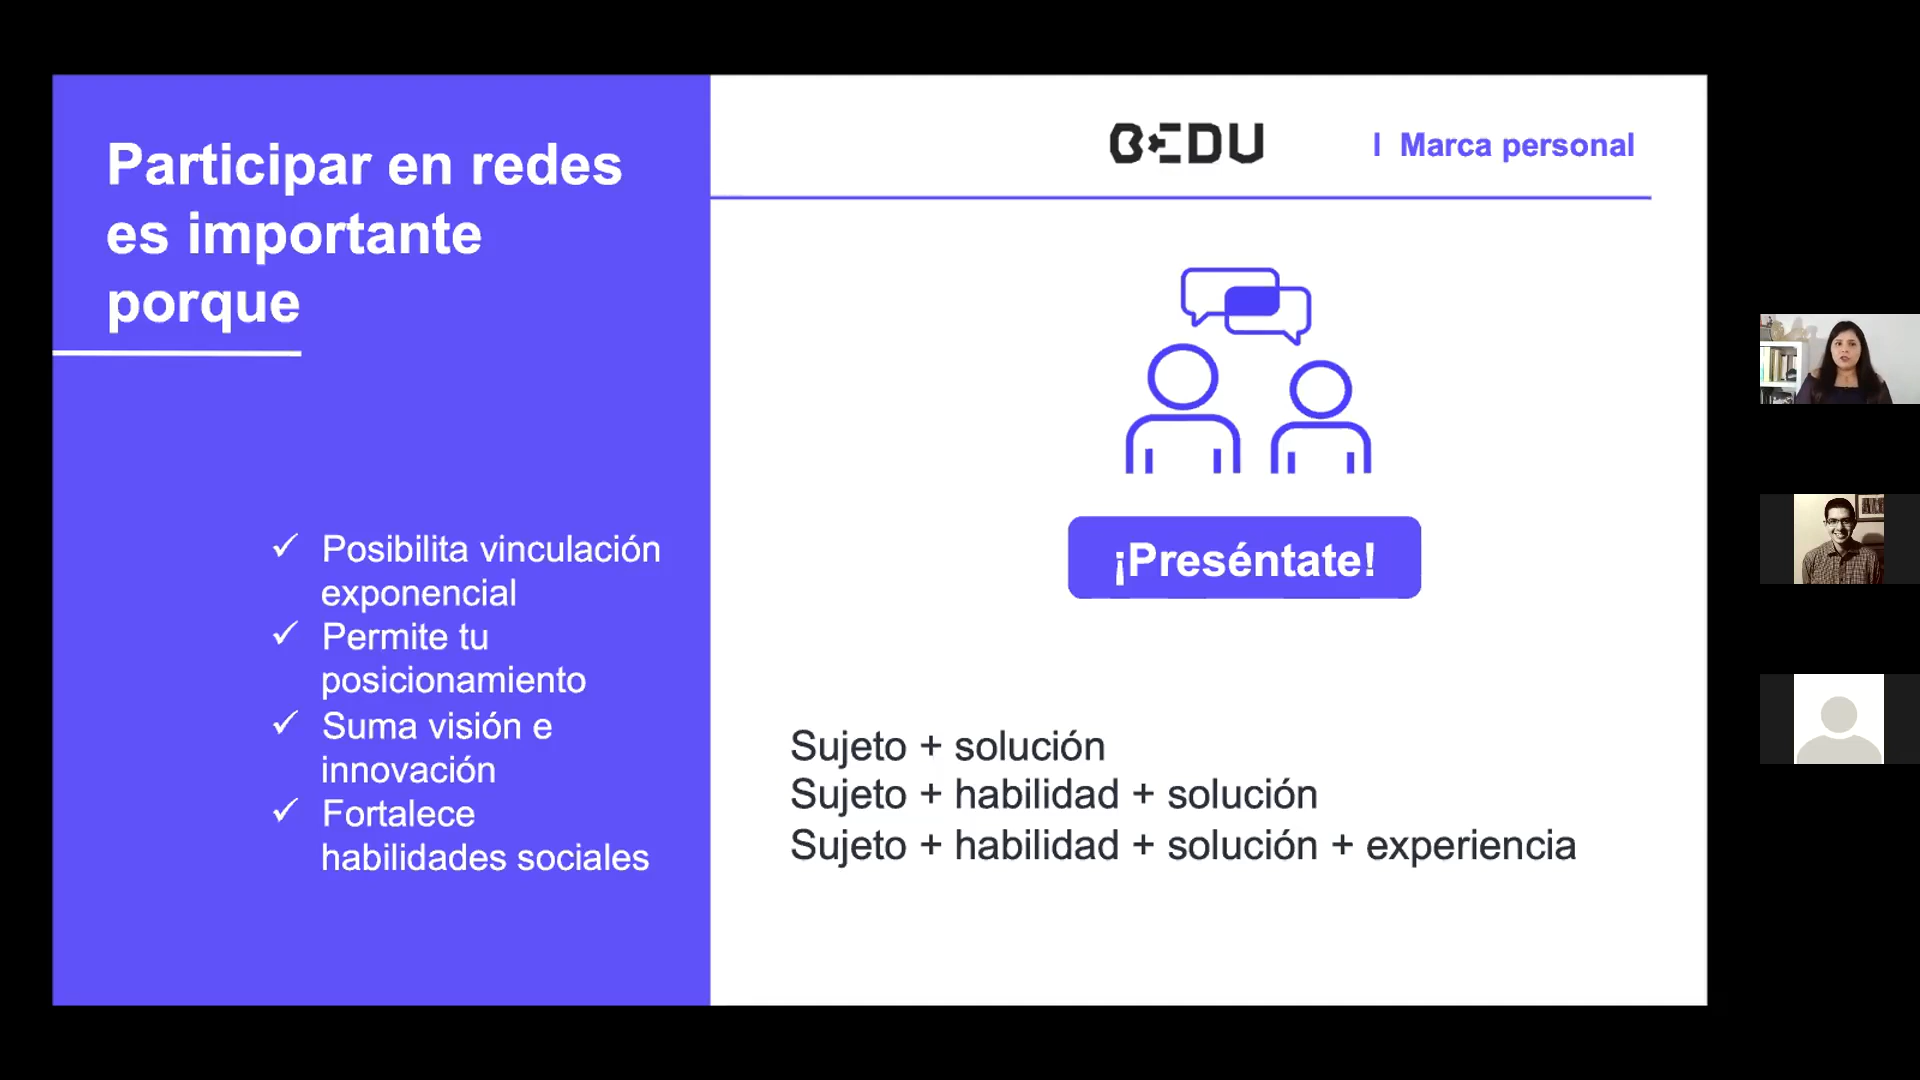 Participar en redes
es importante
porque
✓ Posibilita vinculación
exponencial
✓ Permite tu
posicionamiento
✓ Suma visión e
innovación
✓ Fortalece
habilidades sociales
BEDU
I Marca personal
¡Preséntate!
Sujeto + solución
Sujeto + habilidad + solución
Sujeto + habilidad + solución + experiencia